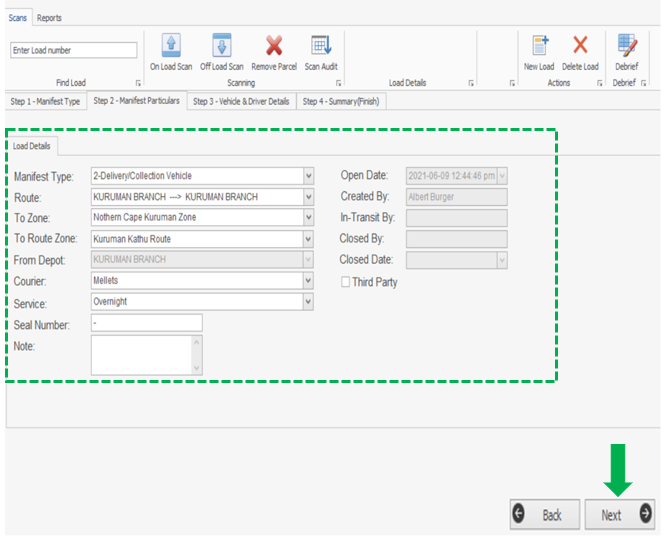 Scans Reports
Enter Load number
On Load Scan Off Load Scan Remove Parcel Scan Audit New Load Delete Load Debrief
Find Load Scanning Load Details Actions Debrief
Step 1 - Manifest Type Step 2 - Manifest Particulars Step 3 - Vehicle & Driver Details Step 4 - Summary(Finish)
Load Details
Manifest Type: 2-Delivery/Collection Vehicle Open Date: 2021-06-09 12:44:46 pm
Route: KURUMAN BRANCH ---> KURUMAN BRANCH Created By: Albert Burger
To Zone: Nothern Cape Kuruman Zone In-Transit By:
To Route Zone: Kuruman Kathu Route Closed By:
From Depot: KURUMAN BRANCH Closed Date:
Courier: Mellets Third Party
Service: Overnight
Seal Number: -
Note:
Back Next